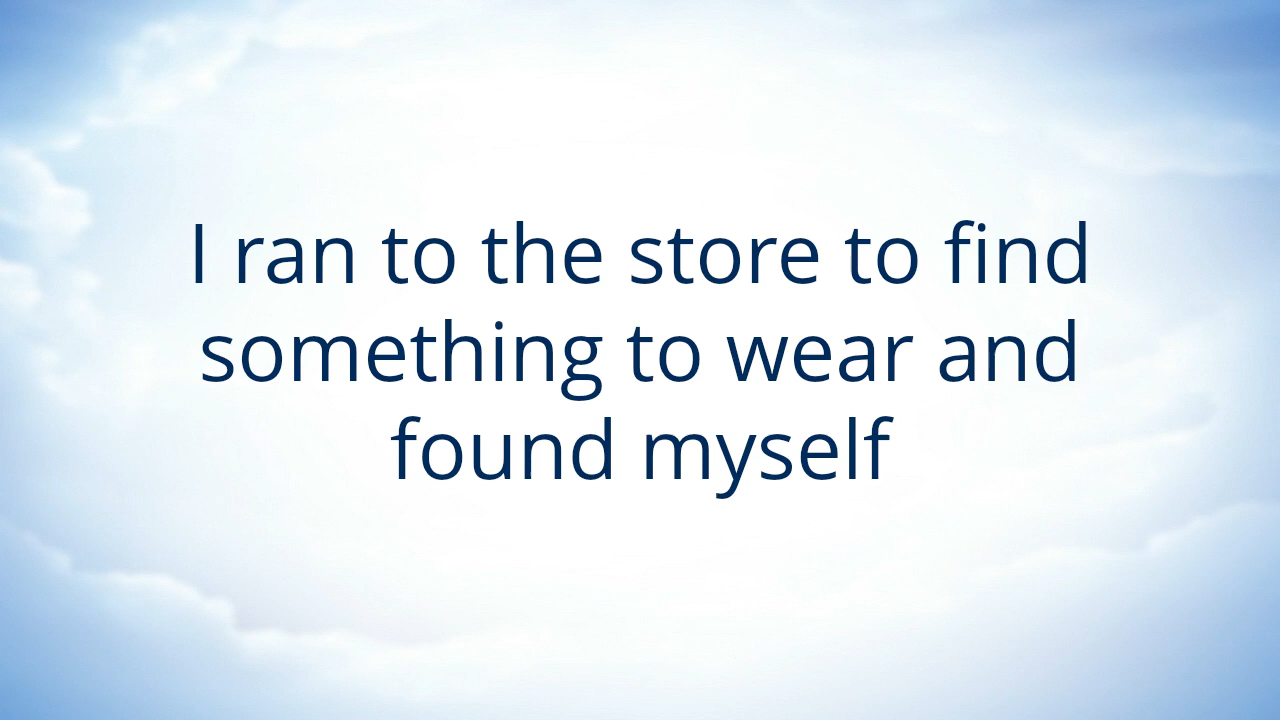 I ran to the store to find
something to wear and
found myself